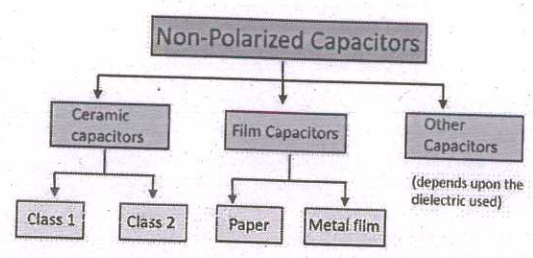 Non-Polarized Capacitors
Ceramic
capacitors
Film Capacitors
Other
Capacitors
(depends upon the
dielectric used)
Class 1
Class 2
Paper
Metal film